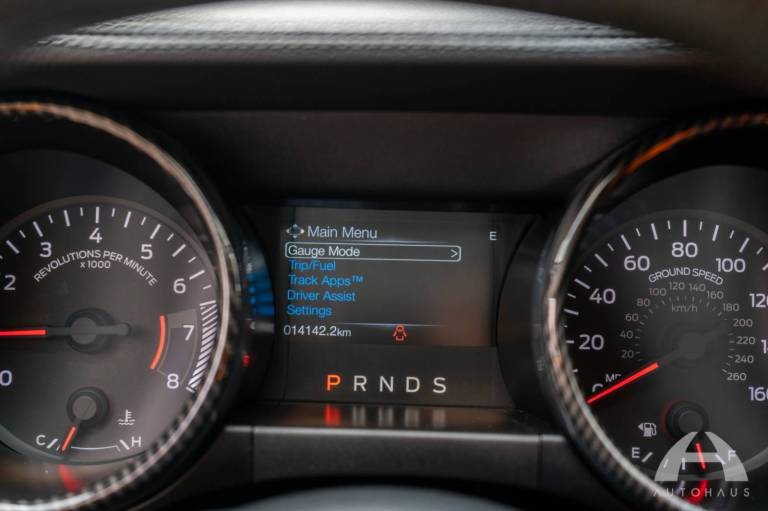 Main Menu
E
Gauge Mode >
Trip/Fuel
Track Apps™
Driver Assist
Settings
014142.2km
P R N D S
0 2 3 4 5 6 7 8
REVOLUTIONS PER MINUTE
x1000
C H
20 40 60 80 100 160
GROUND SPEED
km/h
20 40 60 80 100 120 140 160 180 200 220 240 260
E F
AUTOHAUS